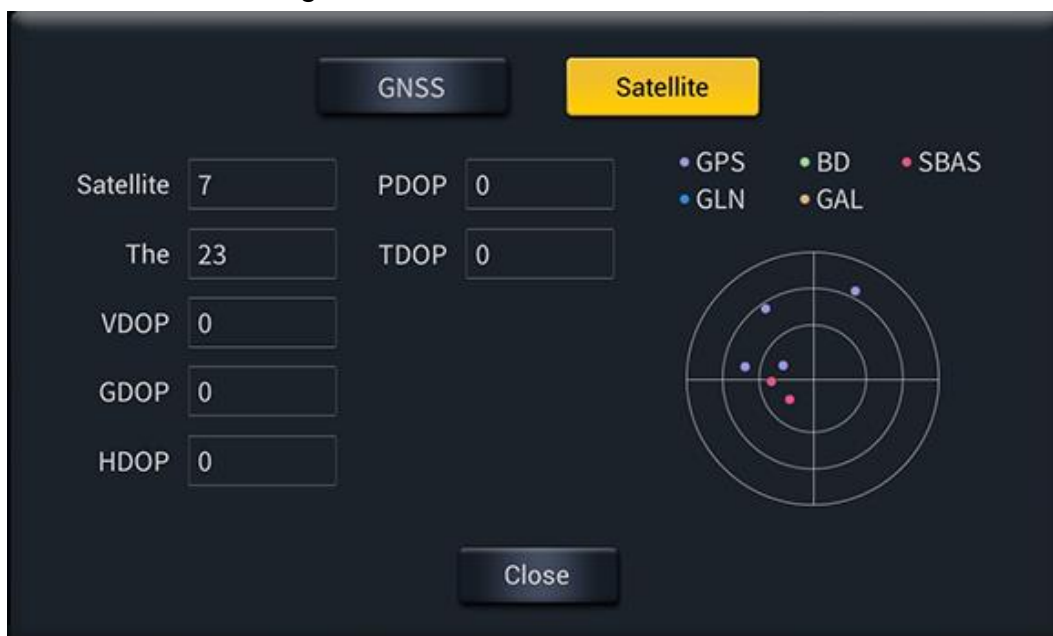 GNSS Satellite
GPS BD SBAS
GLN GAL
Satellite 7 PDOP 0
The 23 TDOP 0
VDOP 0
GDOP 0
HDOP 0
Close